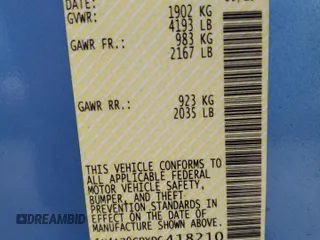 DATE:
GVWR: 1902 KG
4193 LB
GAWR FR.: 983 KG
2167 LB
GAWR RR.: 923 KG
2035 LB
THIS VEHICLE CONFORMS TO
ALL APPLICABLE FEDERAL
MOTOR VEHICLE SAFETY,
BUMPER, AND THEFT
PREVENTION STANDARDS IN
EFFECT ON THE DATE OF
MANUFACTURE SHOWN ABOVE.
418210
DREAMBID